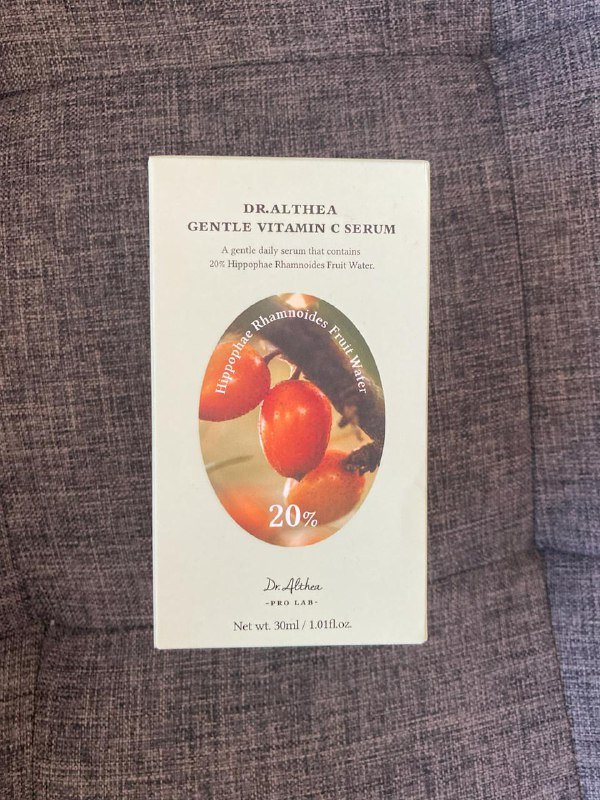 DR.ALTHEA
GENTLE VITAMIN C SERUM
A gentle daily serum that contains
20% Hippophae Rhamnoides Fruit Water.
Hippophae Rhamnoides Fruit Water
20%
Dr. Althea
-PRO LAB-
Net wt. 30ml / 1.01fl.oz.